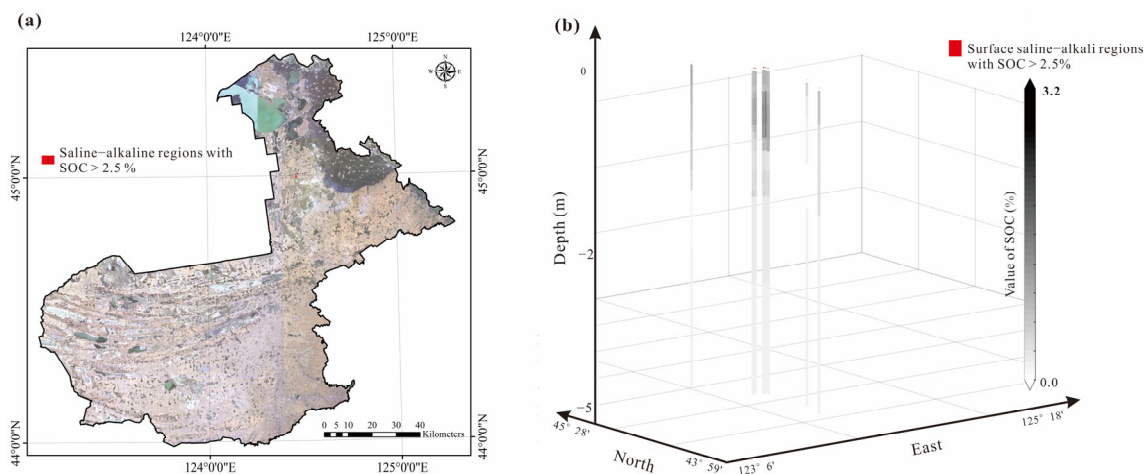 (a)
124°0'0"E
125°0'0"E
N
W E
S
Saline-alkaline regions with
SOC > 2.5 %
45°0'0"N
45°0'0"N
44°0'0"N
44°0'0"N
0 5 10 20 30 40
Kilometers
124°0'0"E
125°0'0"E
(b)
Surface saline-alkali regions
with SOC > 2.5%
0
3.2
Depth (m)
-2
Value of SOC (%)
0.0
-5
45° 28'
North
43° 59'
123° 6'
East
125° 18'